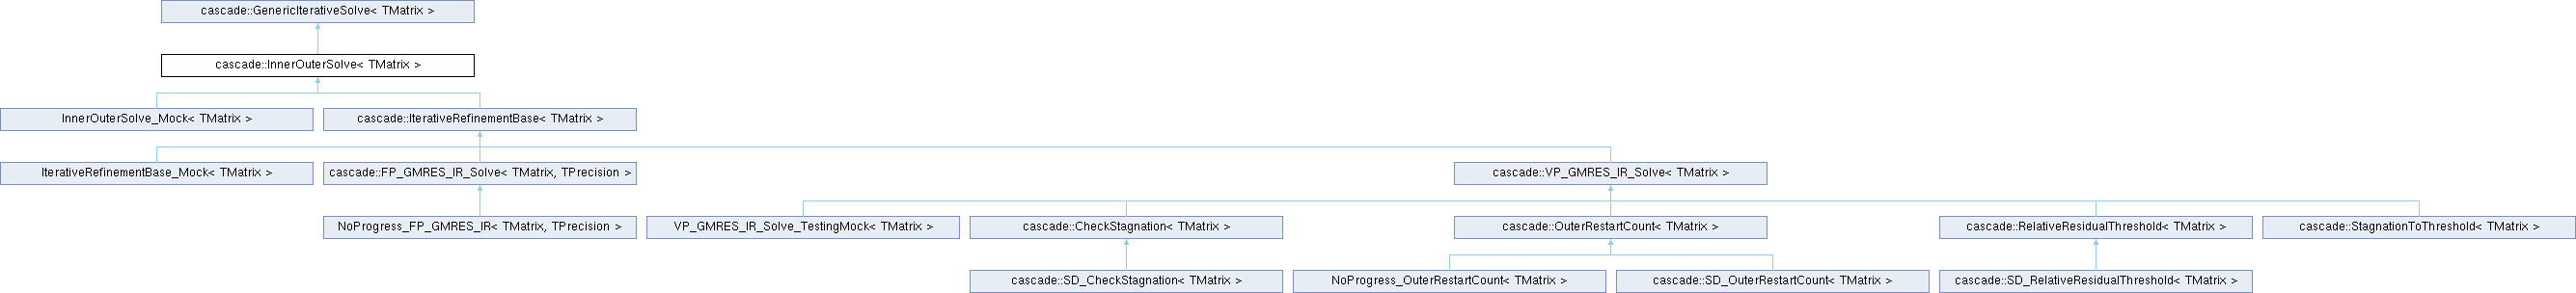 cascade::GenericIterativeSolve< TMatrix >
cascade::InnerOuterSolve< TMatrix >
InnerOuterSolve_Mock< TMatrix >
cascade::IterativeRefinementBase< TMatrix >
IterativeRefinementBase_Mock< TMatrix >
cascade::FP_GMRES_IR_Solve< TMatrix, TPrecision >
cascade::VP_GMRES_IR_Solve< TMatrix >
NoProgress_FP_GMRES_IR< TMatrix, TPrecision >
VP_GMRES_IR_Solve_TestingMock< TMatrix >
cascade::CheckStagnation< TMatrix >
cascade::OuterRestartCount< TMatrix >
cascade::RelativeResidualThreshold< TMatrix >
cascade::StagnationToThreshold< TMatrix >
cascade::SD_CheckStagnation< TMatrix >
NoProgress_OuterRestartCount< TMatrix >
cascade::SD_OuterRestartCount< TMatrix >
cascade::SD_RelativeResidualThreshold< TMatrix >